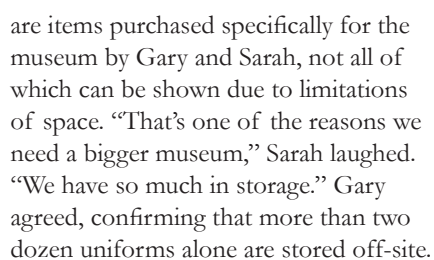 are items purchased specifically for the
museum by Gary and Sarah, not all of
which can be shown due to limitations
of space. “That’s one of the reasons we
need a bigger museum,” Sarah laughed.
“We have so much in storage.” Gary
agreed, confirming that more than two
dozen uniforms alone are stored off-site.